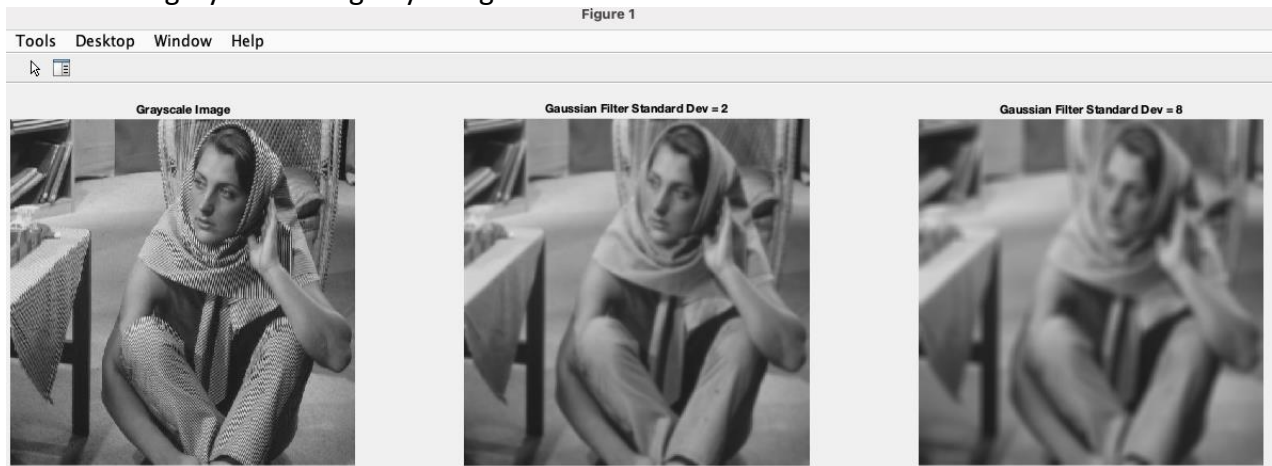 Figure 1
Tools Desktop Window Help
Grayscale Image
Gaussian Filter Standard Dev = 2
Gaussian Filter Standard Dev = 8